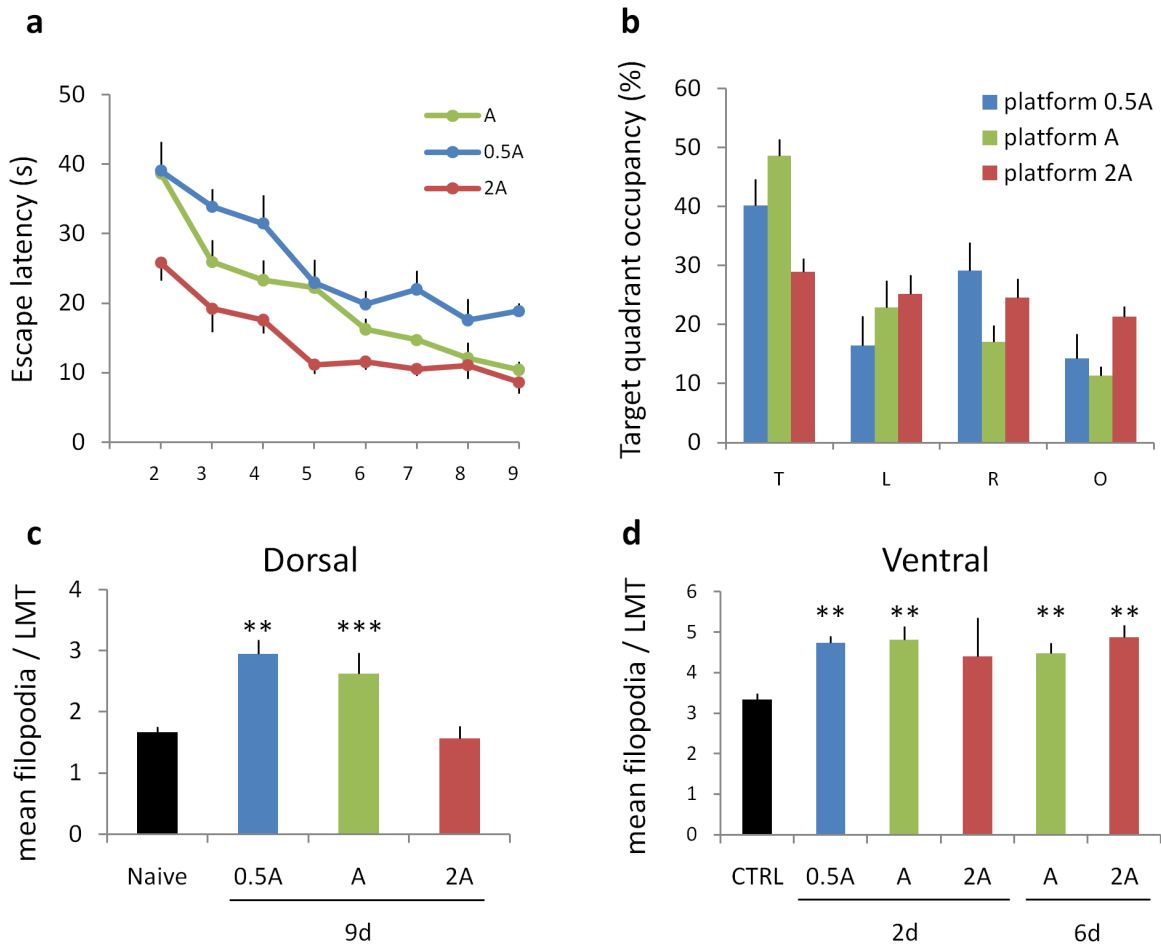 a
Escape latency (s)
50
40
30
20
10
0
A
0.5A
2A
2 3 4 5 6 7 8 9
b
Target quadrant occupancy (%)
60
50
40
30
20
10
0
platform 0.5A
platform A
platform 2A
T L R O
c
Dorsal
mean filopodia / LMT
4
3
2
1
0
** ***
Naive 0.5A A 2A
9d
d
Ventral
mean filopodia / LMT
6
5
4
3
2
1
0
** ** ** **
CTRL 0.5A A 2A A 2A
2d 6d